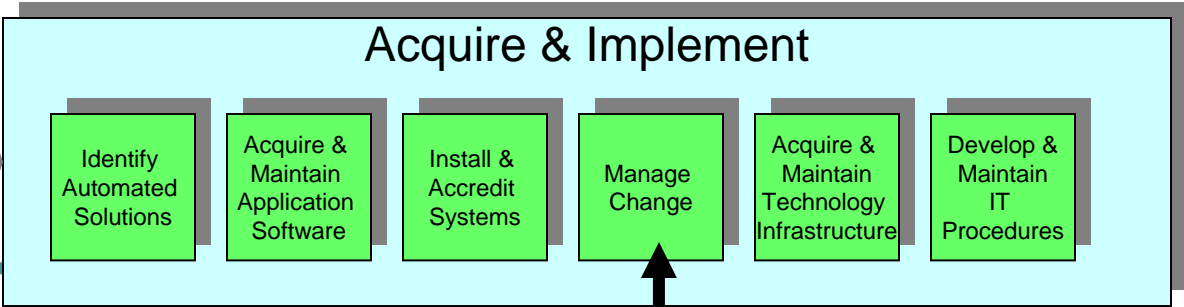 Acquire & Implement
Identify
Automated
Solutions
Acquire &
Maintain
Application
Software
Install &
Accredit
Systems
Manage
Change
Acquire &
Maintain
Technology
Infrastructure
Develop &
Maintain
IT
Procedures